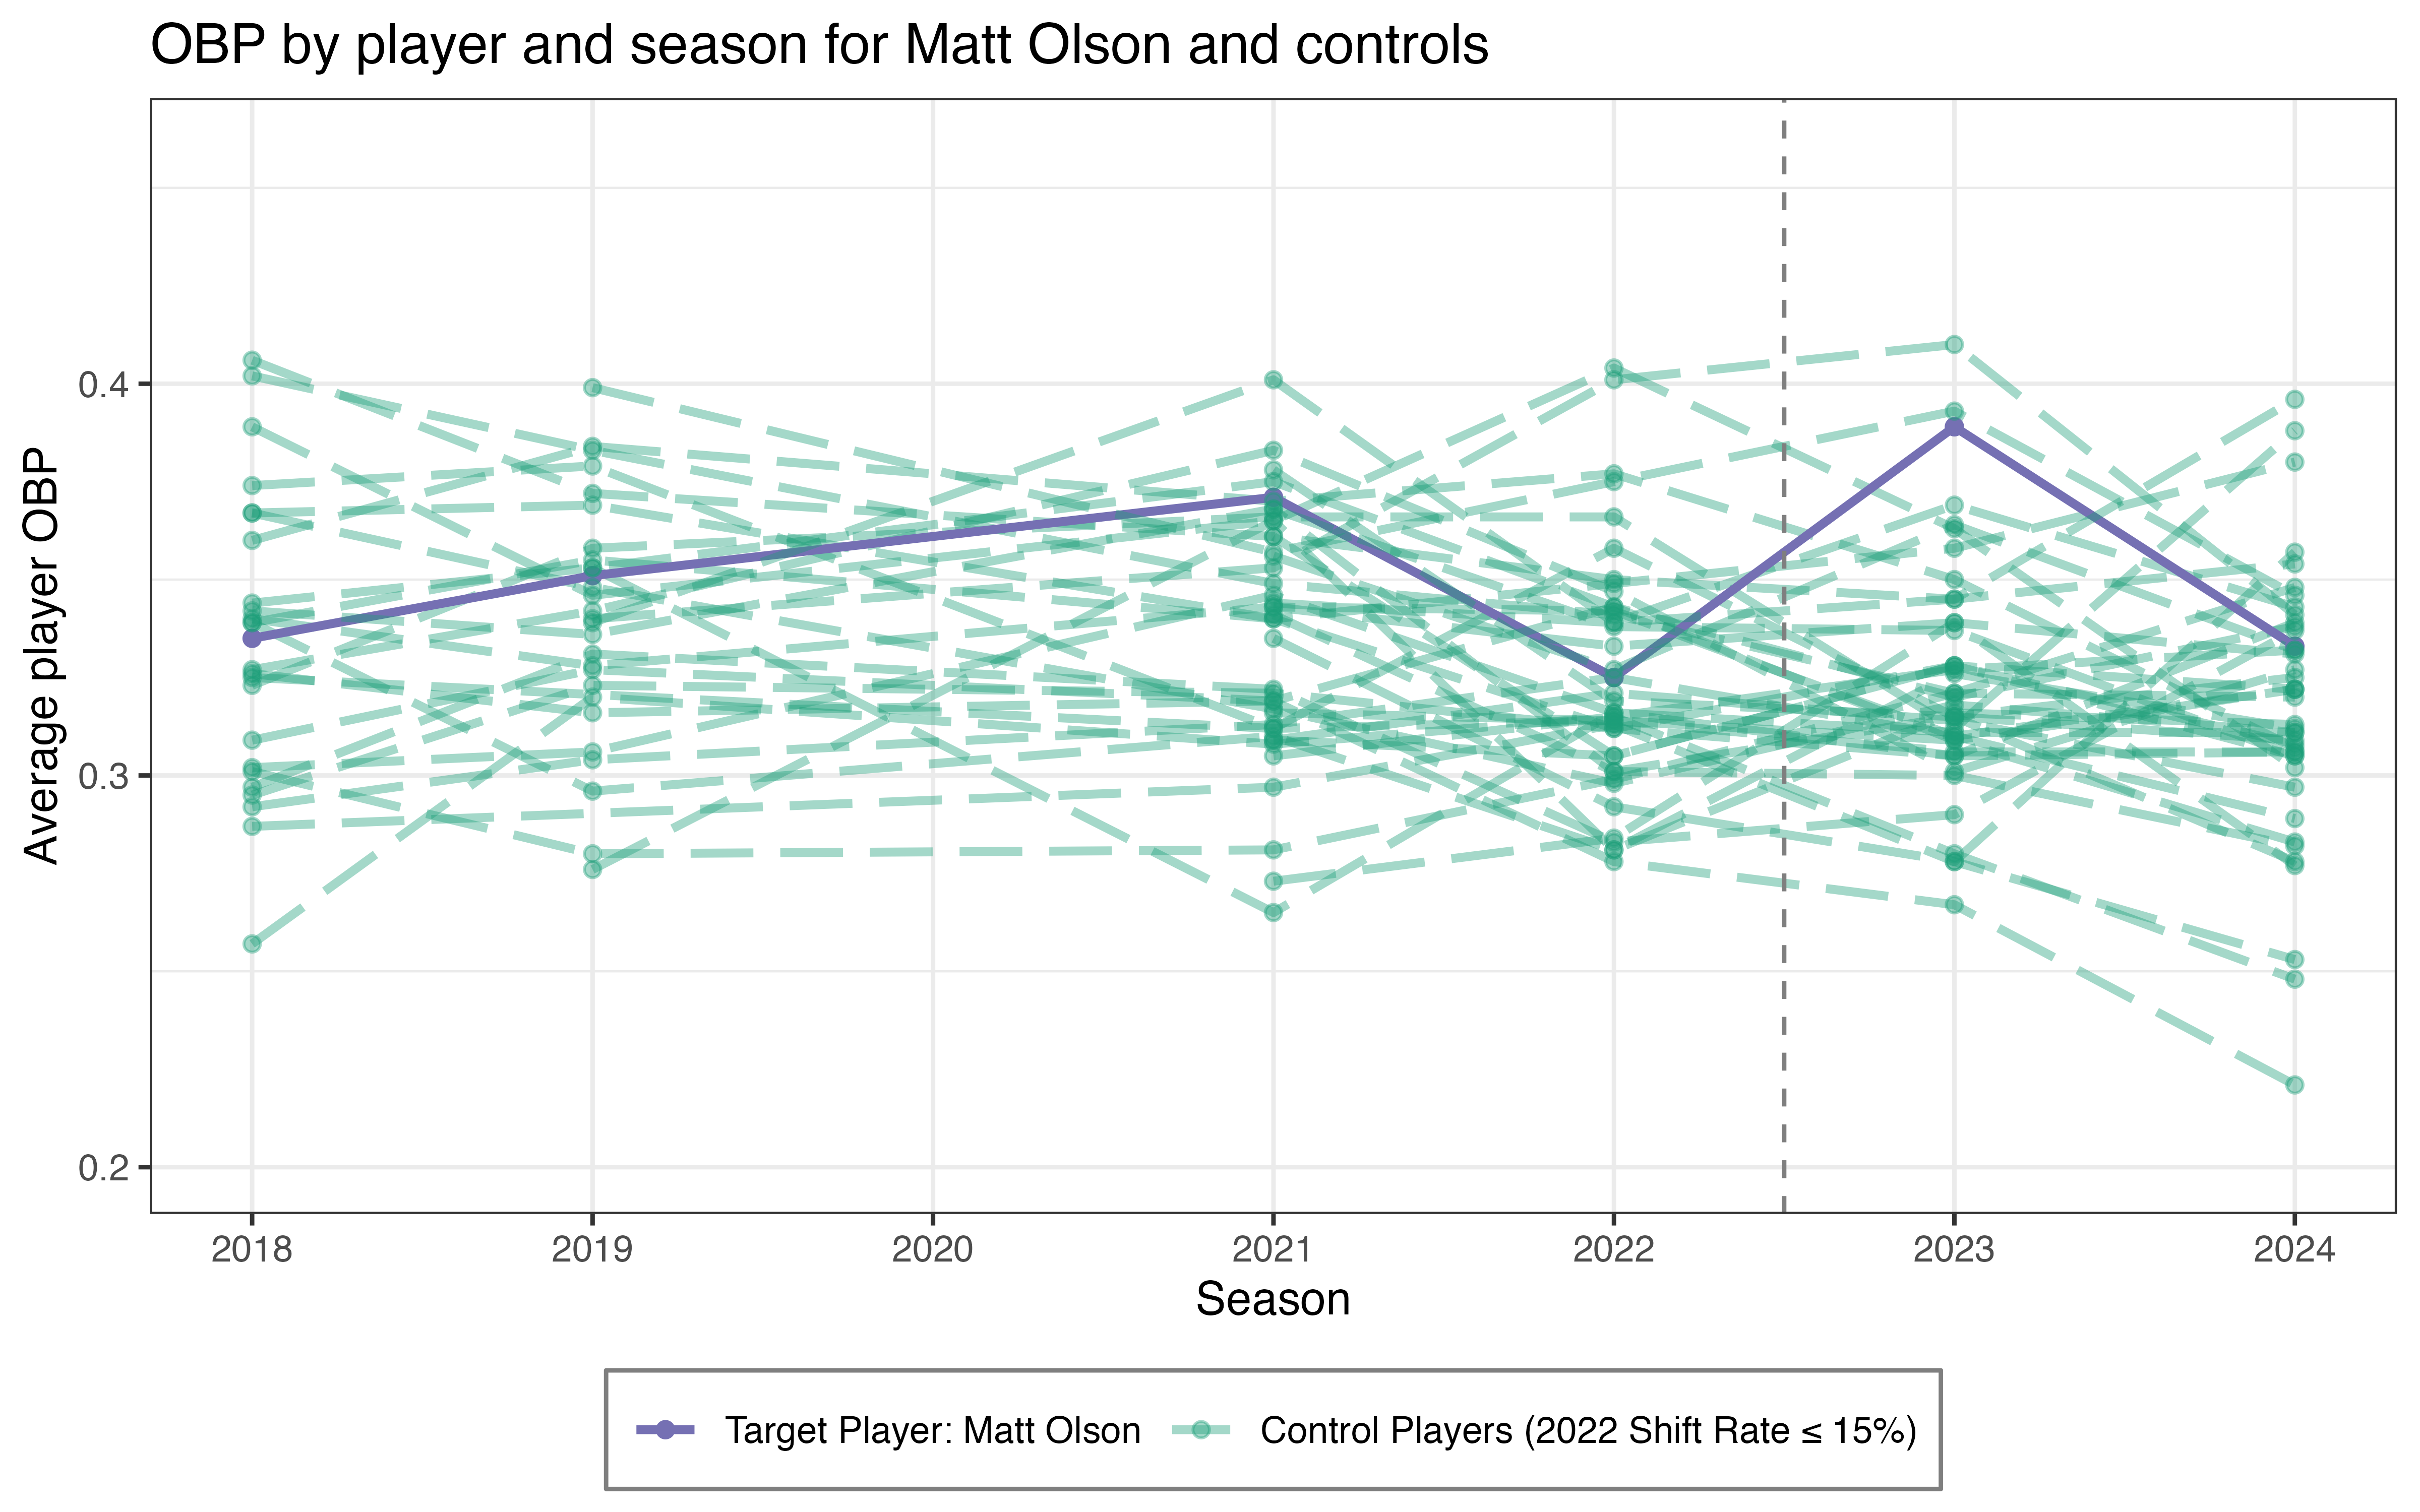 OBP by player and season for Matt Olson and controls
Average player OBP
0.4
0.3
0.2
2018 2019 2020 2021 2022 2023 2024
Season
Target Player: Matt Olson Control Players (2022 Shift Rate ≤ 15%)